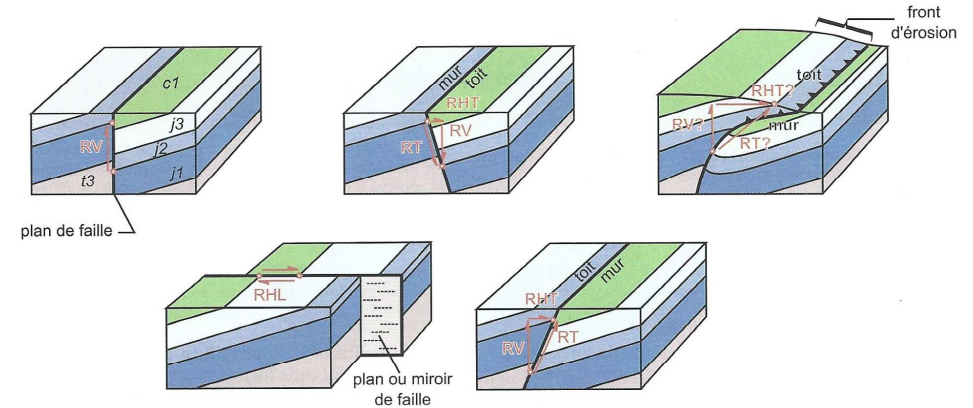 front
d'érosion
c1
j3
j2
j1
t3
RV
plan de faille
mur
toit
RHT
RV
RT
toit
RHT?
RV?
mur
RT?
RHL
plan ou miroir
de faille
toit
mur
RHT
RV
RT